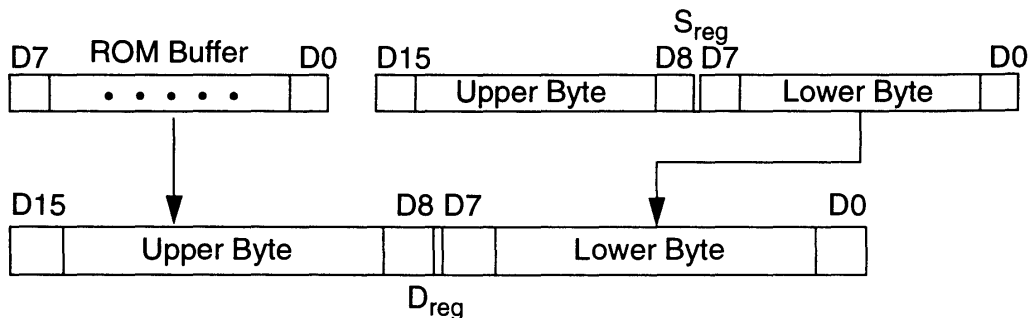 S_reg
D7 ROM Buffer D0 D15 D8 D7 D0
Upper Byte Lower Byte
D15 D8 D7 D0
Upper Byte Lower Byte
D_reg